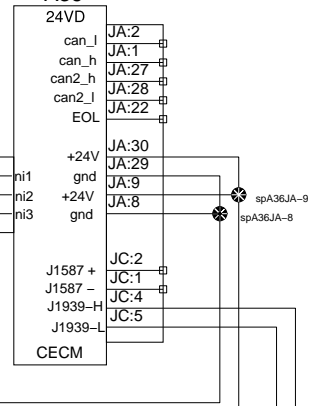 24VD
can_l JA:2
can_h JA:1
can2_h JA:27
can2_l JA:28
EOL JA:22
+24V JA:30
ni1 gnd JA:29
ni2 +24V JA:9 spA36JA–9
ni3 gnd JA:8 spA36JA–8
J1587 + JC:2
J1587 – JC:1
J1939–H JC:4
J1939–L JC:5
CECM